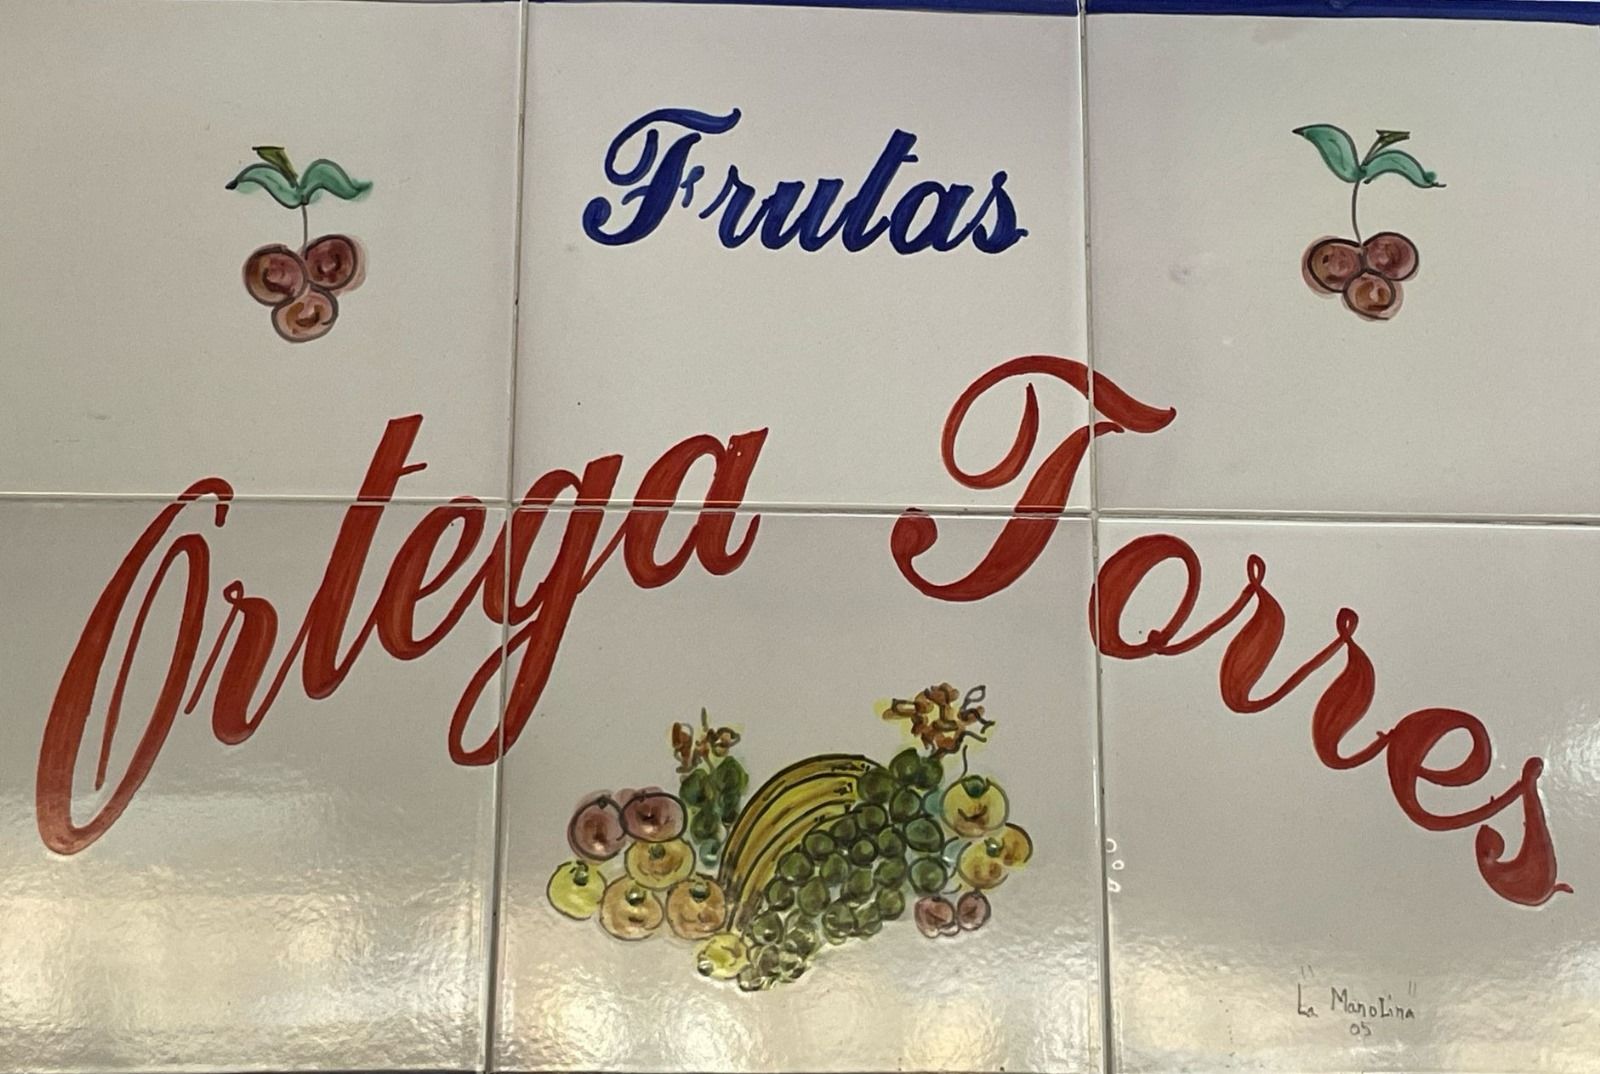 Frutas
Ortega Torres
"La Manolina"
05